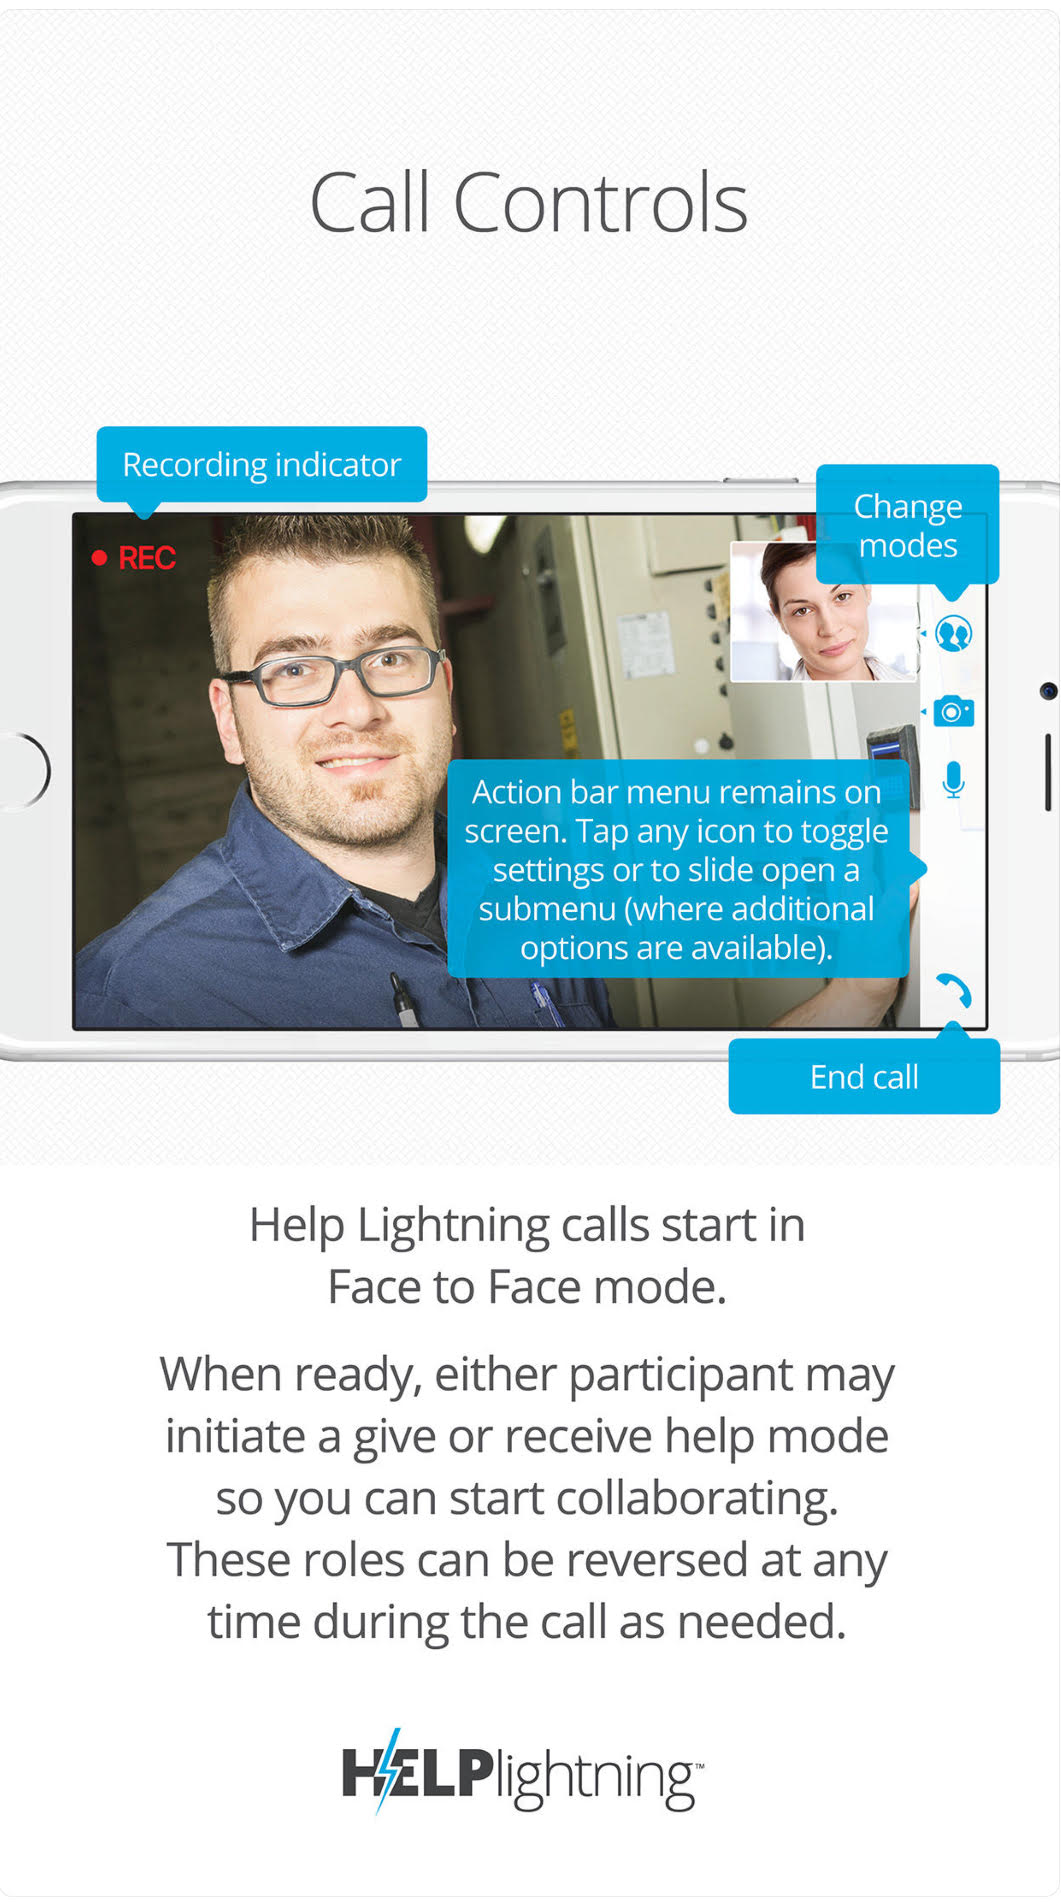 Call Controls
Recording indicator
Change
modes
REC
Action bar menu remains on
screen. Tap any icon to toggle
settings or to slide open a
submenu (where additional
options are available).
End call
Help Lightning calls start in
Face to Face mode.
When ready, either participant may
initiate a give or receive help mode
so you can start collaborating.
These roles can be reversed at any
time during the call as needed.
HELPlightning™